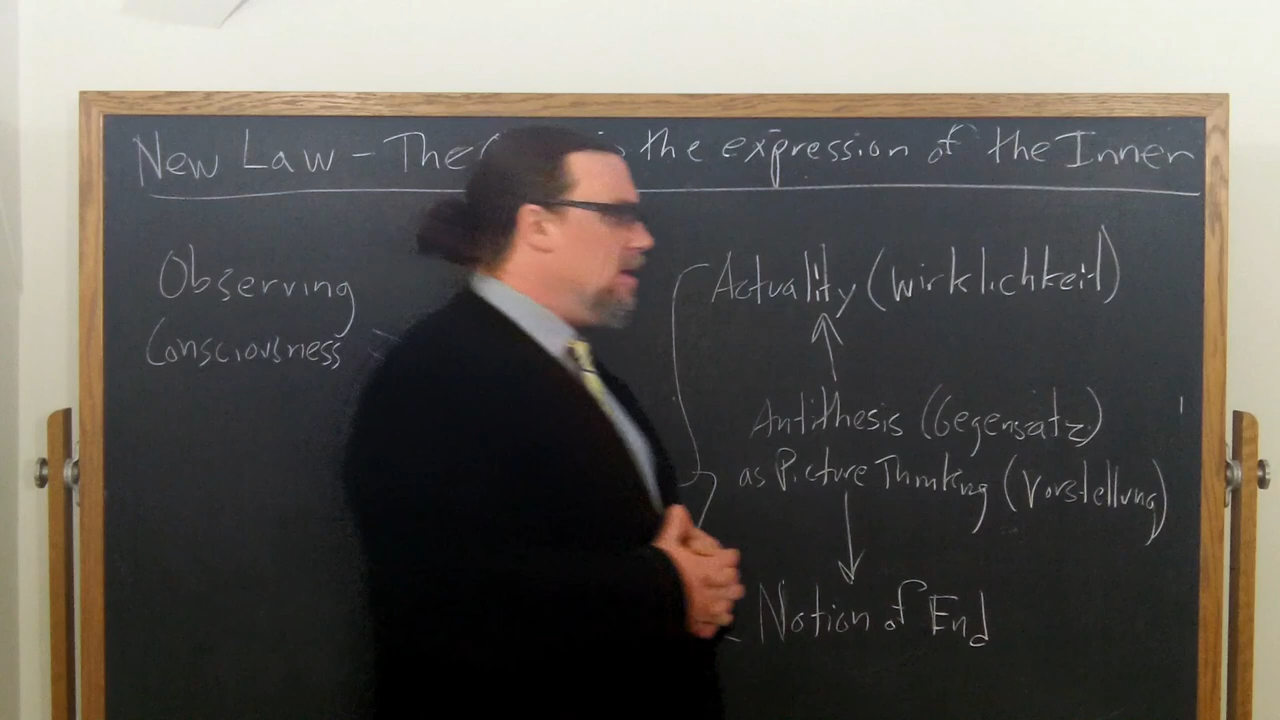 New Law - The is the expression of the Inner
Observing
Consciousness
Actuality (Wirklichkeit)
Antithesis (Gegensatz)
as Picture Thinking (Vorstellung)
Notion of End